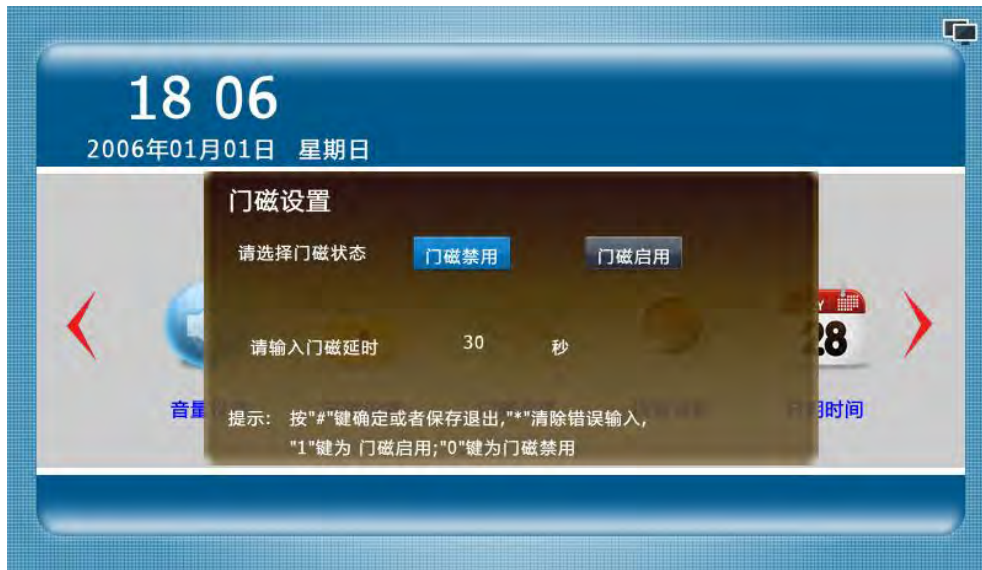 18 06
2006年01月01日 星期日
门磁设置
请选择门磁状态 门磁禁用 门磁启用
请输入门磁延时 30 秒
28
音量
时间
提示: 按"#"键确定或者保存退出,"*"清除错误输入,
"1"键为 门磁启用;"0"键为门磁禁用